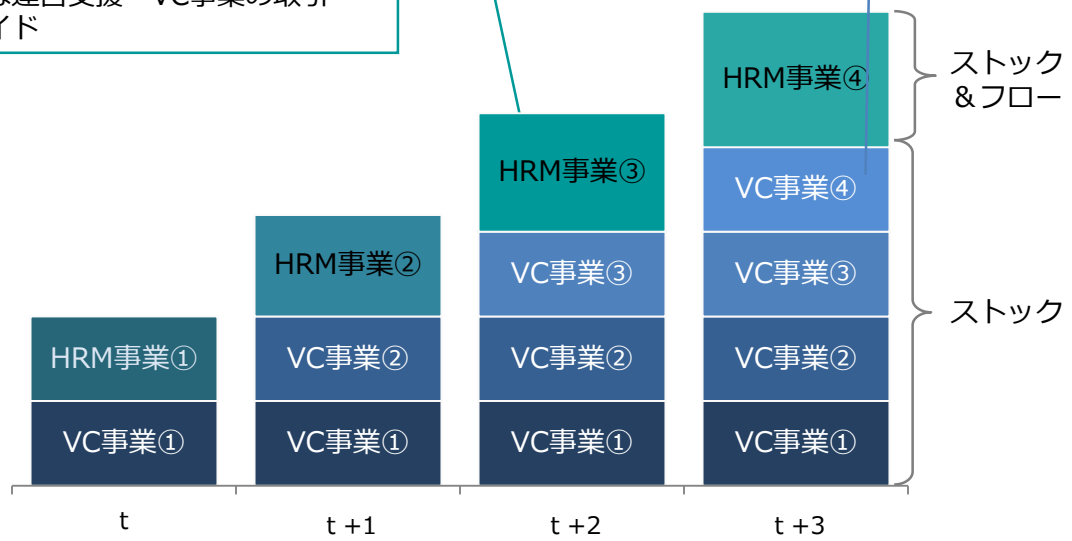 イド
HRM事業④
ストック
＆フロー
HRM事業③
VC事業④
HRM事業②
VC事業③
VC事業③
ストック
HRM事業①
VC事業②
VC事業②
VC事業②
VC事業①
VC事業①
VC事業①
VC事業①
t
t +1
t +2
t +3